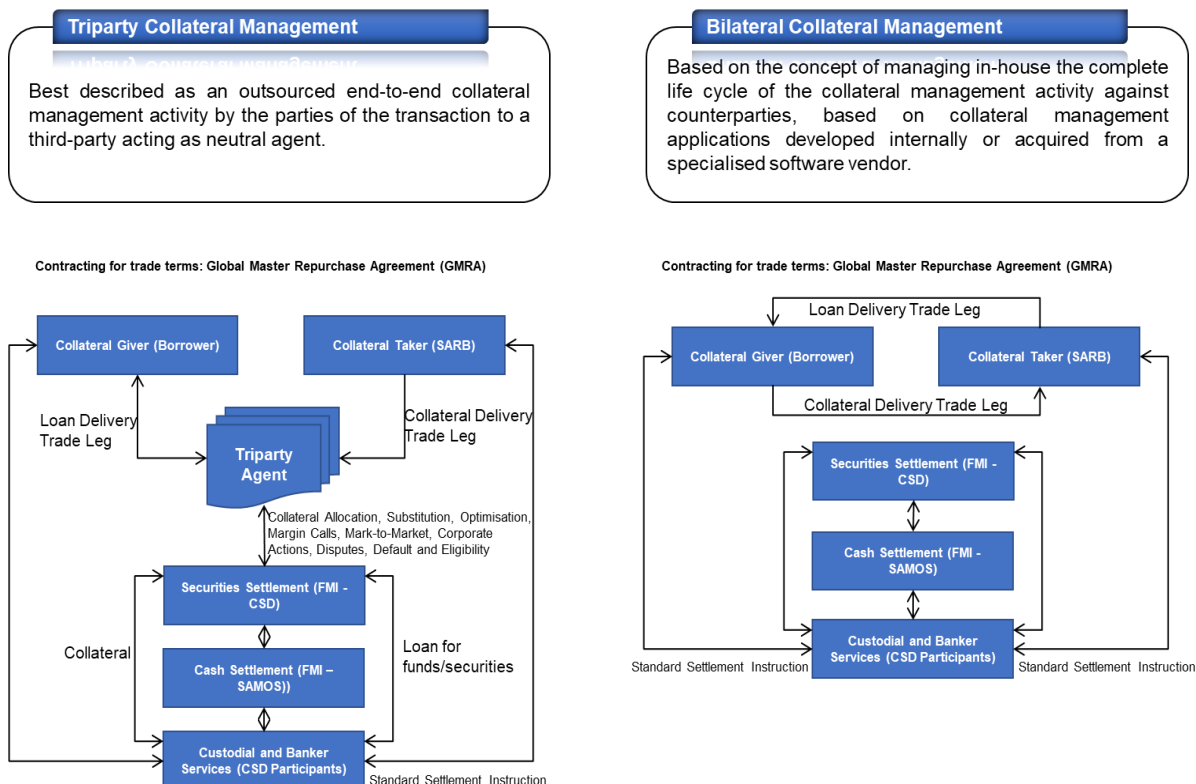 Triparty Collateral Management
Best described as an outsourced end-to-end collateral
management activity by the parties of the transaction to a
third-party acting as neutral agent.
Contracting for trade terms: Global Master Repurchase Agreement (GMRA)
Collateral Giver (Borrower)
Collateral Taker (SARB)
Loan Delivery
Trade Leg
Collateral Delivery
Trade Leg
Triparty
Agent
Collateral Allocation, Substitution, Optimisation,
Margin Calls, Mark-to-Market, Corporate
Actions, Disputes, Default and Eligibility
Securities Settlement (FMI -
CSD)
Collateral
Loan for
funds/securities
Cash Settlement (FMI –
SAMOS))
Custodial and Banker
Services (CSD Participants)
Standard Settlement Instruction
Bilateral Collateral Management
Based on the concept of managing in-house the complete
life cycle of the collateral management activity against
counterparties, based on collateral management
applications developed internally or acquired from a
specialised software vendor.
Contracting for trade terms: Global Master Repurchase Agreement (GMRA)
Loan Delivery Trade Leg
Collateral Giver (Borrower)
Collateral Taker (SARB)
Collateral Delivery Trade Leg
Securities Settlement (FMI -
CSD)
Cash Settlement (FMI -
SAMOS)
Custodial and Banker
Services (CSD Participants)
Standard Settlement Instruction
Standard Settlement Instruction